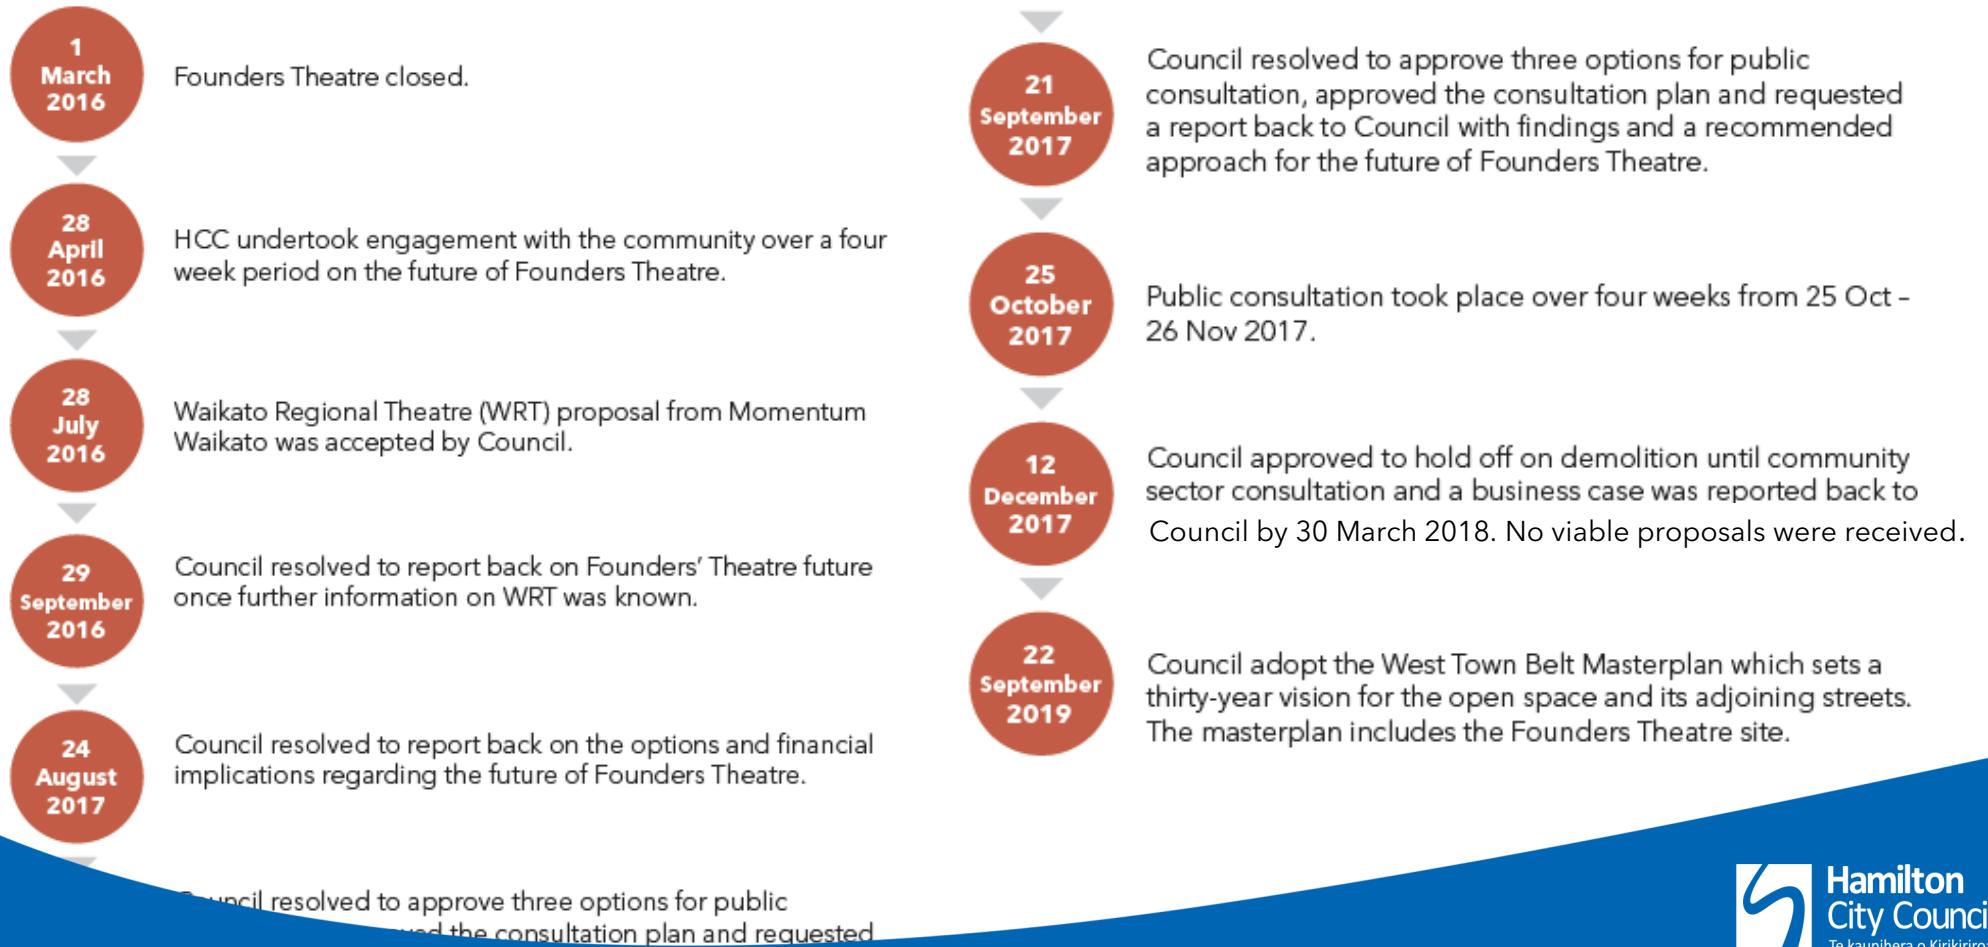 1
March
2016
Founders Theatre closed.
28
April
2016
HCC undertook engagement with the community over a four
week period on the future of Founders Theatre.
28
July
2016
Waikato Regional Theatre (WRT) proposal from Momentum
Waikato was accepted by Council.
29
September
2016
Council resolved to report back on Founders' Theatre future
once further information on WRT was known.
24
August
2017
Council resolved to report back on the options and financial
implications regarding the future of Founders Theatre.
resolved to approve three options for public
the consultation plan and requested
21
September
2017
Council resolved to approve three options for public
consultation, approved the consultation plan and requested
a report back to Council with findings and a recommended
approach for the future of Founders Theatre.
25
October
2017
Public consultation took place over four weeks from 25 Oct –
26 Nov 2017.
12
December
2017
Council approved to hold off on demolition until community
sector consultation and a business case was reported back to
Council by 30 March 2018. No viable proposals were received.
22
September
2019
Council adopt the West Town Belt Masterplan which sets a
thirty-year vision for the open space and its adjoining streets.
The masterplan includes the Founders Theatre site.
Hamilton
City Counci
Te kaunihera o